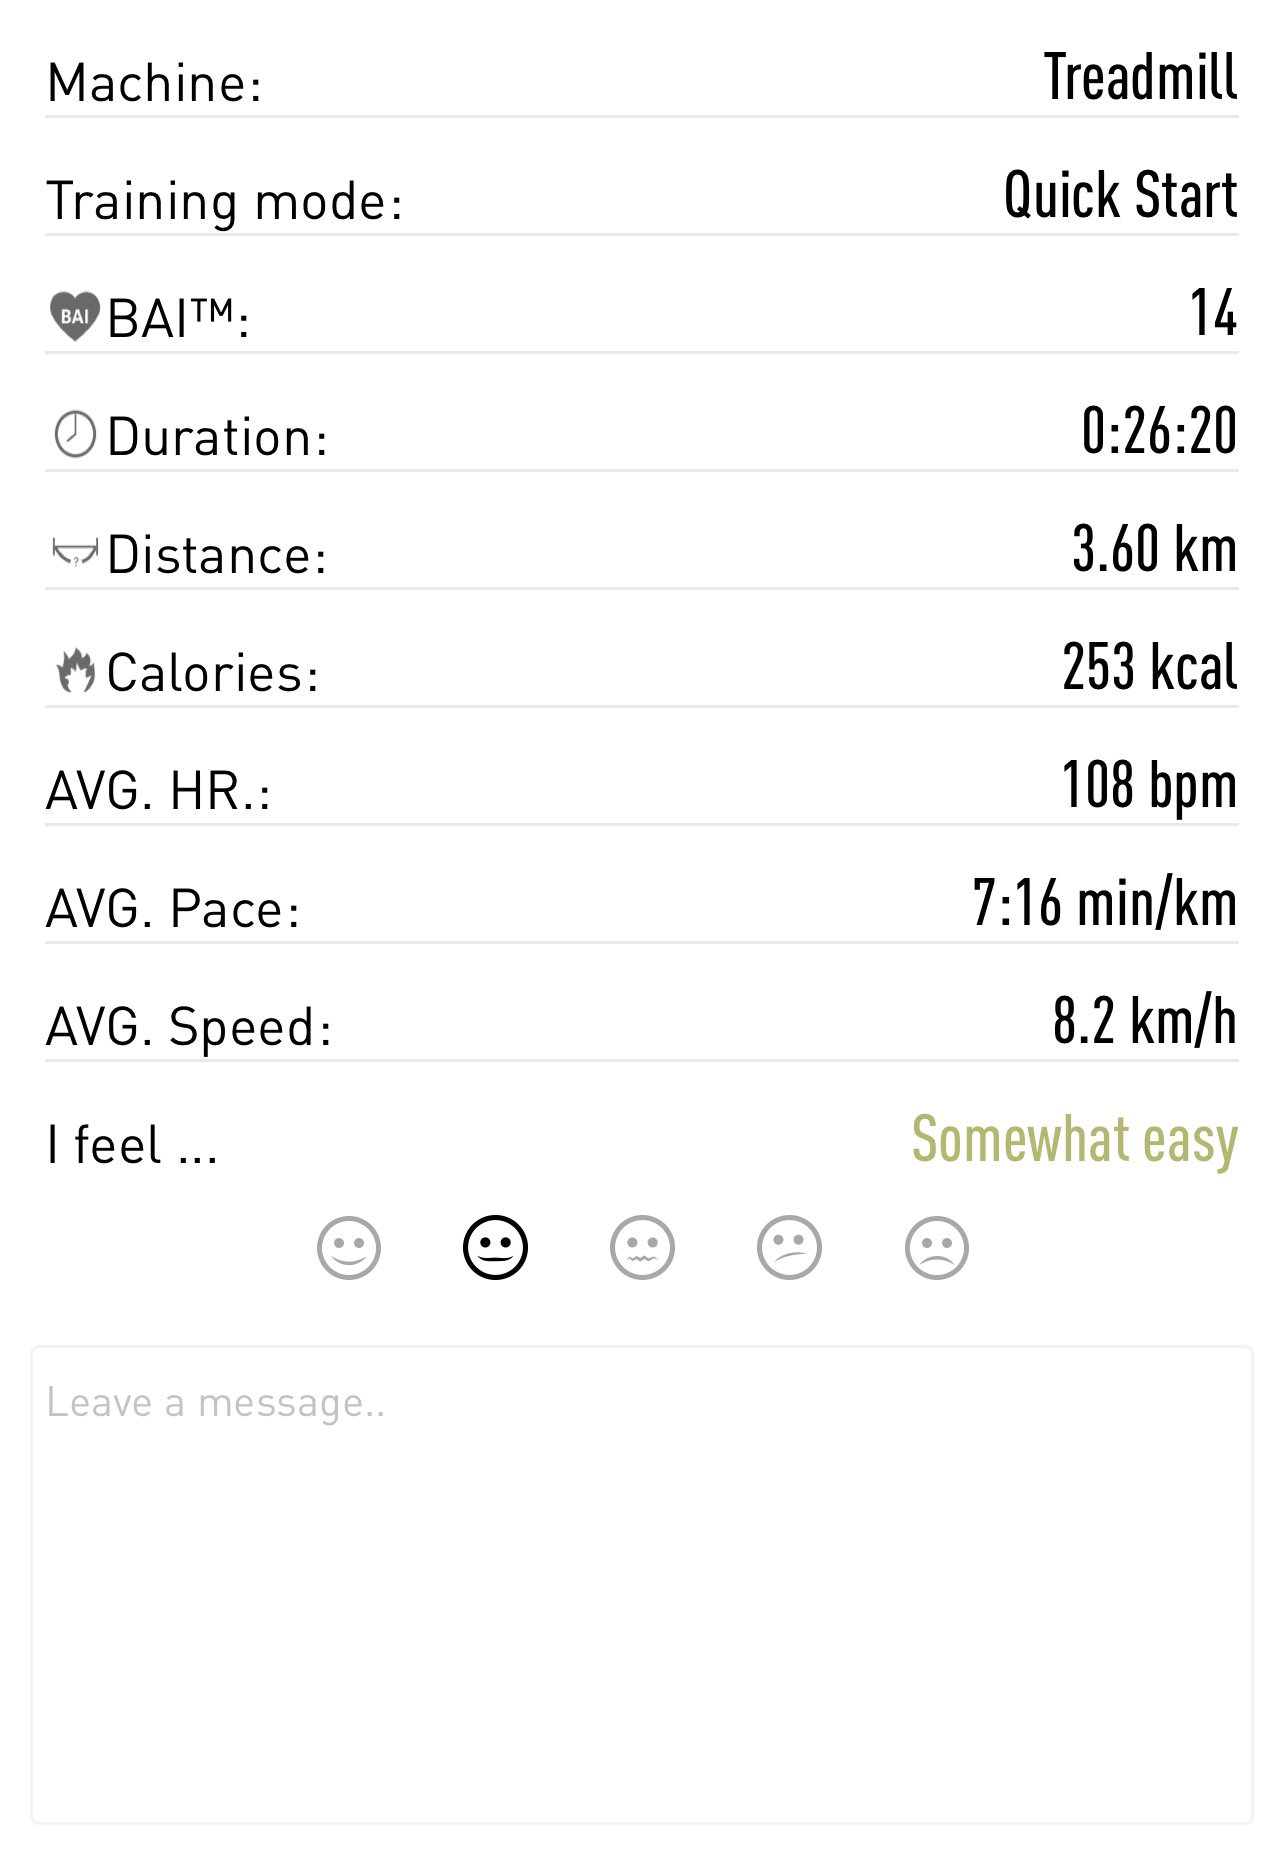 Machine: Treadmill
Training mode: Quick Start
BAI BAI™: 14
Duration: 0:26:20
? Distance: 3.60 km
Calories: 253 kcal
AVG. HR.: 108 bpm
AVG. Pace: 7:16 min/km
AVG. Speed: 8.2 km/h
I feel ... Somewhat easy
Leave a message..